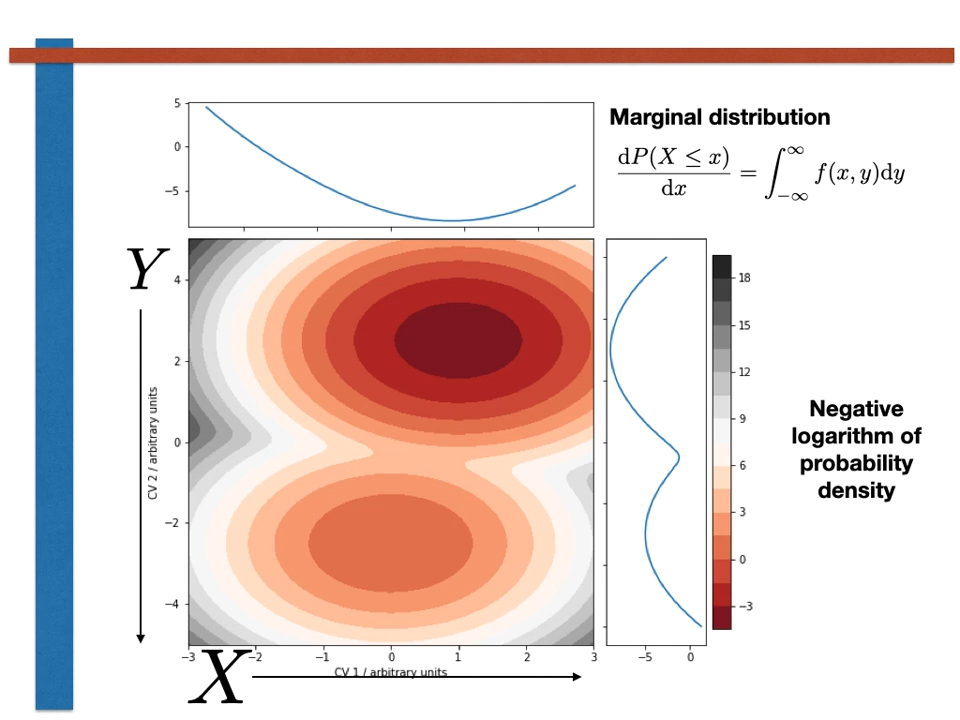 Marginal distribution
dP(X ≤ x)
dx
= ∫_{-∞}^{∞} f(x, y)dy
5
0
−5
Y
4
2
0
−2
−4
CV 2 / arbitrary units
−3 −2 −1 0 1 2 3
CV 1 / arbitrary units
X
−5 0
18
15
12
9
6
3
0
−3
Negative
logarithm of
probability
density